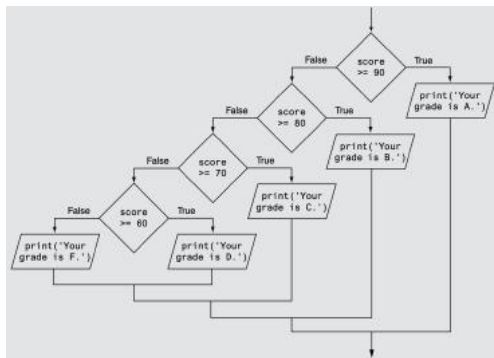 score
>= 90
False
True
print('Your
grade is A.')
score
>= 80
False
True
print('Your
grade is B.')
score
>= 70
False
True
print('Your
grade is C.')
score
>= 60
False
True
print('Your
grade is F.')
print('Your
grade is D.')